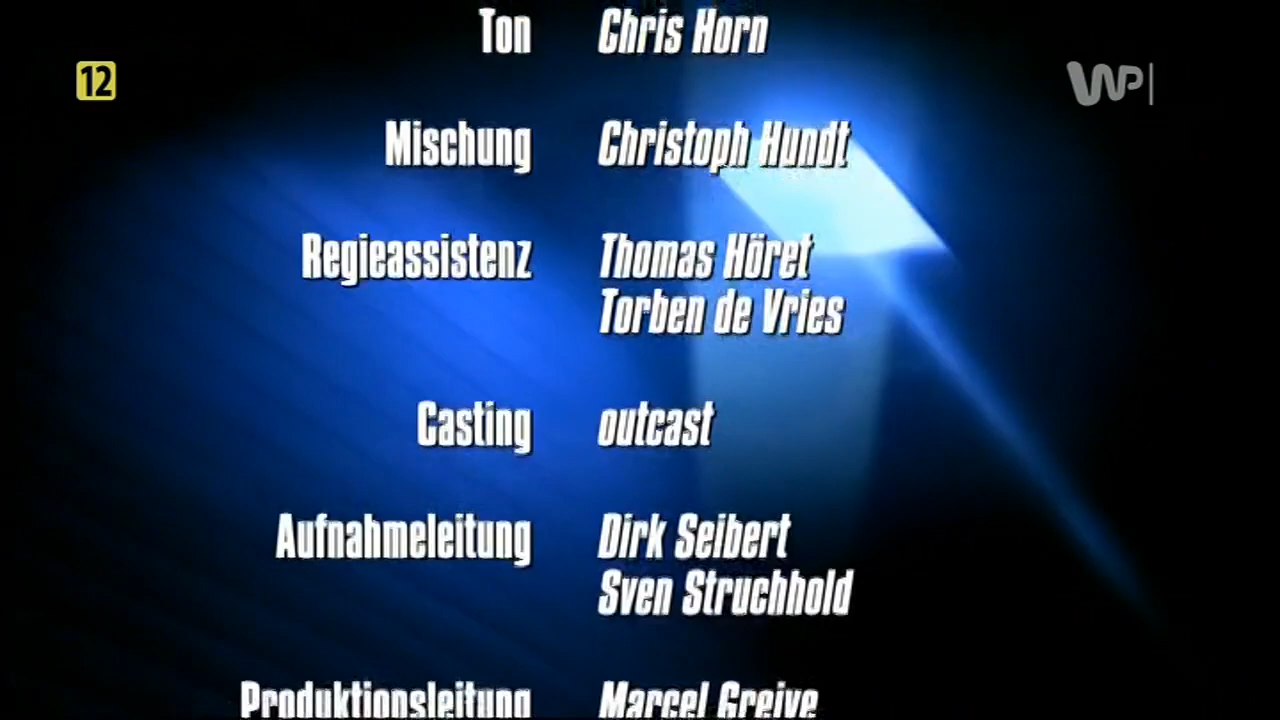 Ton Chris Horn
12
WP
Mischung Christoph Hundt
Regieassistenz Thomas Höret
Torben de Vries
Casting outcast
Aufnahmeleitung Dirk Seibert
Sven Struchhold
Produktionsleitung Marcel Greive